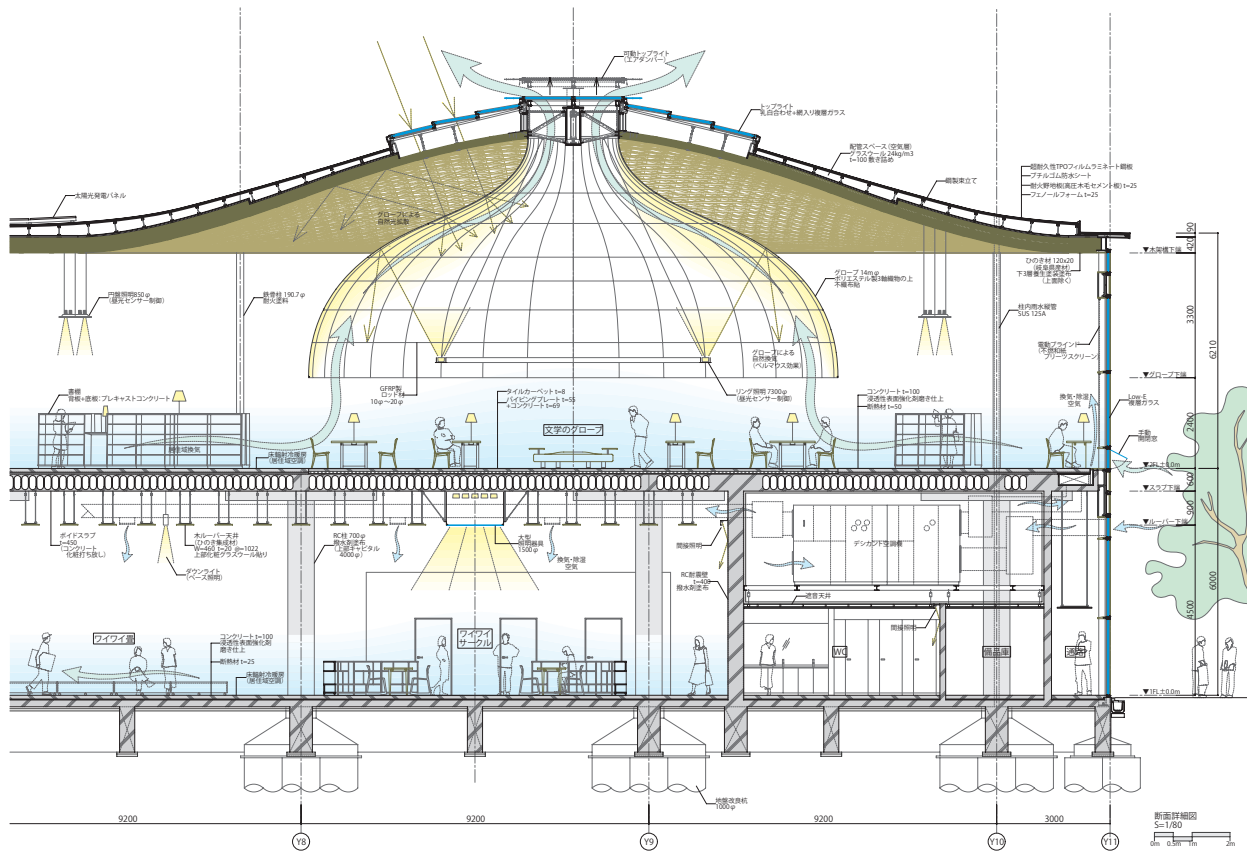 可動トップライト
(エアダンパー)
トップライト
乳白合わせ+網入り複層ガラス
配管スペース(空気層)
グラスウール 24kg/m3
t=100 敷き詰め
鋼製束立て
超耐久性TPOフィルムラミネート鋼板
ブチルゴム防水シート
耐火野地板(高圧木毛セメント板) t=25
フェノールフォーム t=25
太陽光発電パネル
グローブによる
自然光拡散
円盤照明850φ
(昼光センサー制御)
鉄骨柱 190.7φ
耐火塗料
グローブ 14mφ
ポリエステル製3軸織物の上
不織布貼
ひのき材 120x20
(岐阜県産材)
下3層養生塗装塗布
(上面除く)
柱内雨水縦管
SUS 125A
電動ブラインド
(不燃和紙
プリーツスクリーン)
▼木架構下端
420
90
3300
6210
グローブによる
自然換気
(ベルマウス効果)
GFRP製
ロッド材
10φ〜20φ
リング照明 7300φ
(昼光センサー制御)
▼グローブ下端
書棚
背板+底板:プレキャストコンクリート
タイルカーペット t=8
パイピングプレート t=55
+コンクリート t=69
コンクリート t=100
浸透性表面強化剤磨き仕上
断熱材 t=50
換気・除湿
空気
Low-E
複層ガラス
2400
手動
開閉窓
文学のグローブ
居住域換気
床輻射冷暖房
(居住域空調)
▼2FL±0.0m
600
▼スラブ下端
900
▼ルーバー下端
ボイドスラブ
t=450
(コンクリート
化粧打ち放し)
木ルーバー天井
(ひのき集成材)
W=460 t=20 @=1022
上部化粧グラスウール貼り
ダウンライト
(ベース照明)
RC柱 700φ
撥水剤塗布
(上部キャピタル
4000φ)
大型
照明器具
1500φ
換気・除湿
空気
間接照明
デシカント空調機
RC耐震壁
t=400
撥水剤塗布
遮音天井
間接照明
6000
4500
ワイワイ畳
コンクリート t=100
浸透性表面強化剤
磨き仕上
断熱材 t=25
床輻射冷暖房
(居住域空調)
ワイワイ
サークル
WC
備品庫
通路
▼1FL±0.0m
地盤改良杭
1000φ
9200
9200
9200
3000
Y8
Y9
Y10
Y11
断面詳細図
S=1/80
0m 0.5m 1m 2m